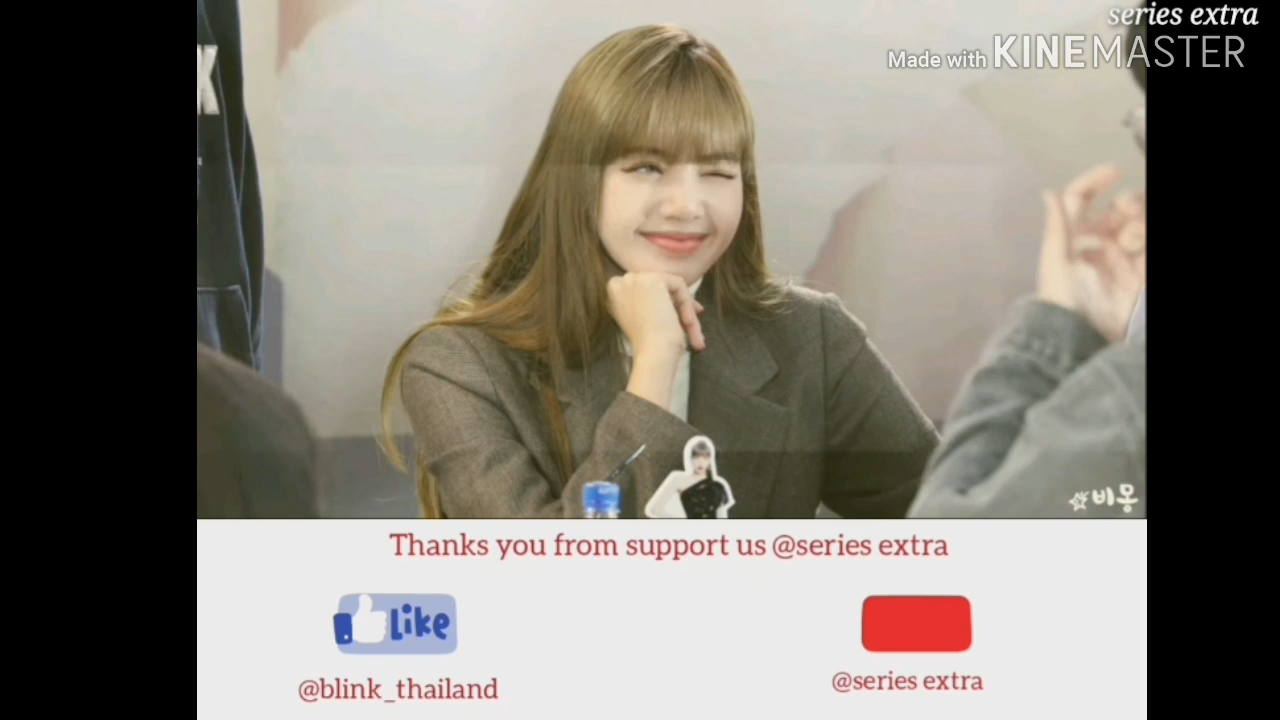 series extra
Made with KINEMASTER
K
비몽
Thanks you from support us @series extra
Like
@blink_thailand
@series extra